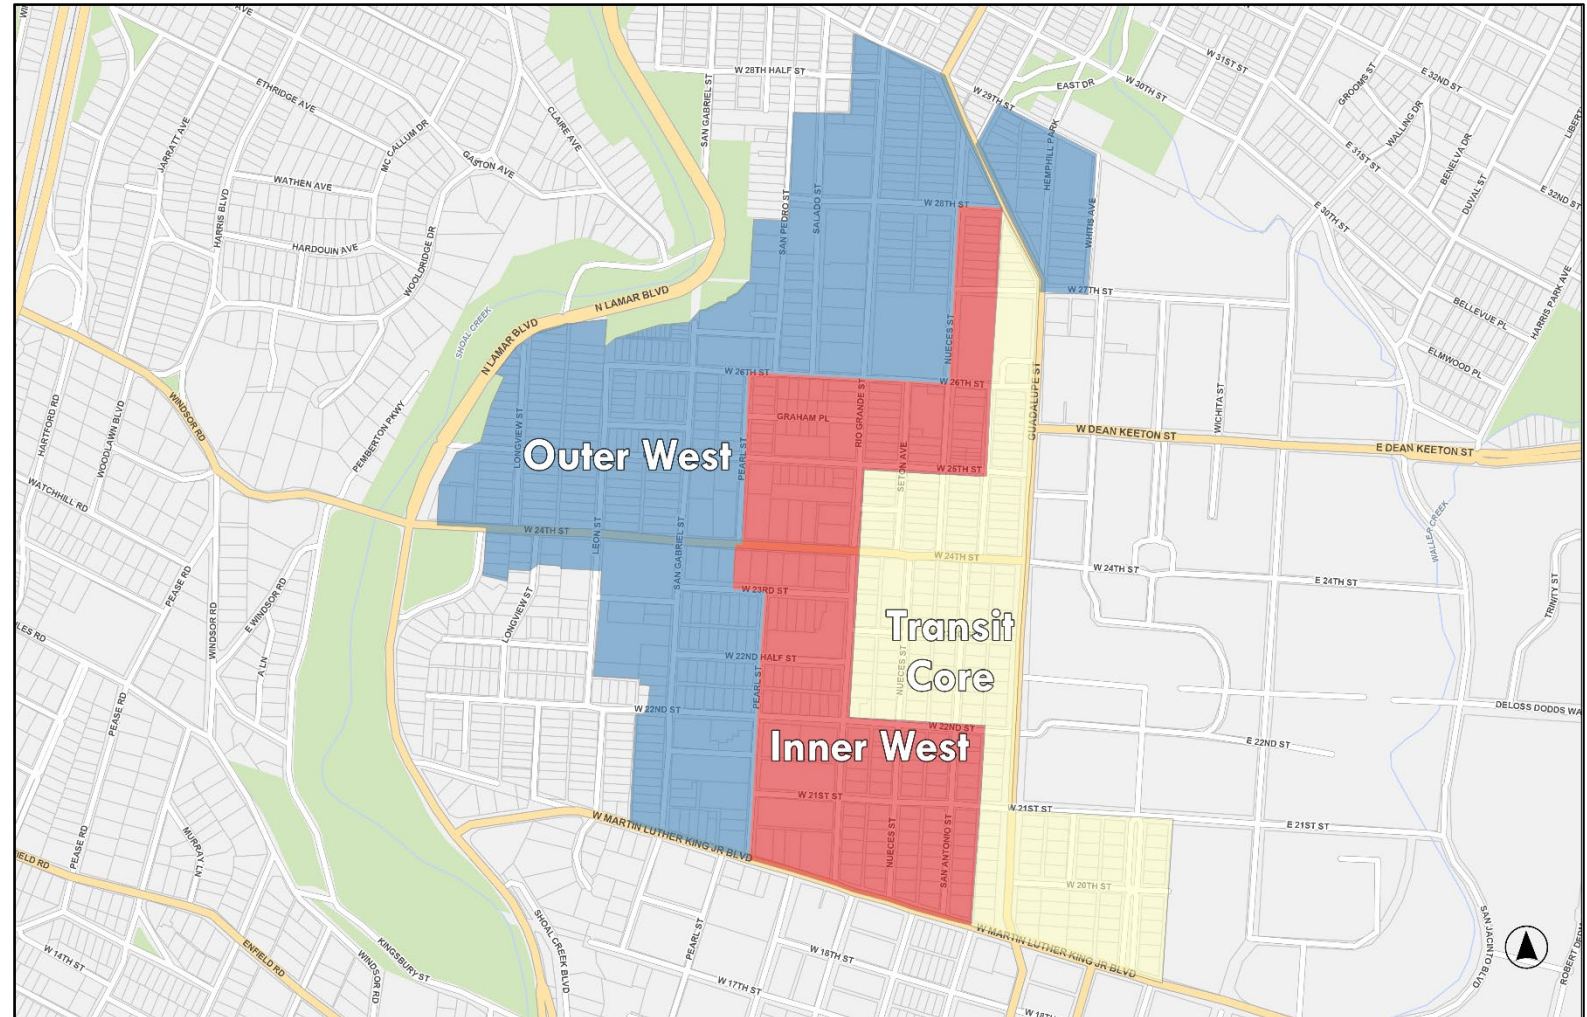 W 31ST ST
GROOMS ST
E 32ND ST
W 28TH HALF ST
ETHRIDGE AVE
CLAIRE AVE
SAN GABRIEL ST
W 29TH ST
EAST DR
W 30TH ST
WALLING DR
JARRATT AVE
MC CALLUM DR
GASTON AVE
HEMPHILL PARK
E 31ST ST
BENELVA DR
DUVAL ST
WATHEN AVE
HARRIS BLVD
SAN PEDRO ST
SALADO ST
W 28TH ST
WHITIS AVE
E 30TH ST
E 32ND ST
HARDOUIN AVE
WOOLDRIDGE DR
N LAMAR BLVD
W 27TH ST
BELLEVUE PL
HARRIS PARK AVE
SHOAL CREEK
N LAMAR BLVD
NUECES ST
ELMWOOD PL
W 26TH ST
W 26TH ST
GUADALUPE ST
WINDSOR RD
HARTFORD RD
WOODLAWN BLVD
PEMBERTON PKWY
LONGVIEW ST
GRAHAM PL
RIO GRANDE ST
WICHITA ST
W DEAN KEETON ST
E DEAN KEETON ST
Outer West
PEARL ST
SETON AVE
W 25TH ST
WATCHHILL RD
W 24TH ST
LEON ST
SAN GABRIEL ST
W 24TH ST
W 24TH ST
E 24TH ST
WALLER CREEK
TRINITY ST
PEASE RD
E WINDSOR RD
WINDSOR RD
A LN
LONGVIEW ST
W 23RD ST
Transit
Core
W 22ND HALF ST
NUECES ST
PEARL ST
PEASE RD
W 22ND ST
W 22ND ST
DELOSS DODDS WA
E 22ND ST
Inner West
W 21ST ST
W 21ST ST
E 21ST ST
PEASE RD
MURRAY LN
W MARTIN LUTHER KING JR BLVD
NUECES ST
SAN ANTONIO ST
W 20TH ST
ENFIELD RD
KINGSBURY ST
WINDSOR RD
W 14TH ST
SHOAL CREEK BLVD
PEARL ST
W 18TH ST
W 17TH ST
W MARTIN LUTHER KING JR BLVD
W 18TH
SAN JACINTO BLVD
ROBERT DEDM